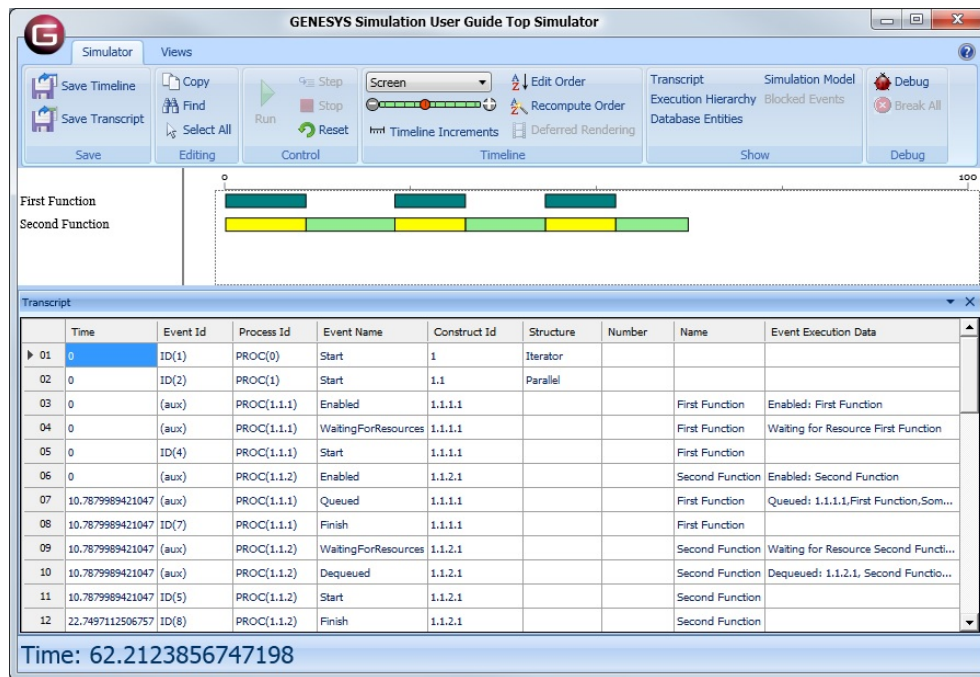 GENESYS Simulation User Guide Top Simulator
G
Simulator Views
Save Timeline Copy Step Screen Edit Order Transcript Simulation Model Debug
Find Run Stop Recompute Order Execution Hierarchy Blocked Events Break All
Save Transcript Select All Reset Timeline Increments Deferred Rendering Database Entities
Save Editing Control Timeline Show Debug
0 100
First Function
Second Function
Transcript
Time Event Id Process Id Event Name Construct Id Structure Number Name Event Execution Data
01 0 ID(1) PROC(0) Start 1 Iterator
02 0 ID(2) PROC(1) Start 1.1 Parallel
03 0 (aux) PROC(1.1.1) Enabled 1.1.1.1 First Function Enabled: First Function
04 0 (aux) PROC(1.1.1) WaitingForResources 1.1.1.1 First Function Waiting for Resource First Function
05 0 ID(4) PROC(1.1.1) Start 1.1.1.1 First Function
06 0 (aux) PROC(1.1.2) Enabled 1.1.2.1 Second Function Enabled: Second Function
07 10.7879989421047 (aux) PROC(1.1.1) Queued 1.1.1.1 First Function Queued: 1.1.1.1,First Function,Som...
08 10.7879989421047 ID(7) PROC(1.1.1) Finish 1.1.1.1 First Function
09 10.7879989421047 (aux) PROC(1.1.2) WaitingForResources 1.1.2.1 Second Function Waiting for Resource Second Functi...
10 10.7879989421047 (aux) PROC(1.1.2) Dequeued 1.1.2.1 Second Function Dequeued: 1.1.2.1, Second Functio...
11 10.7879989421047 ID(5) PROC(1.1.2) Start 1.1.2.1 Second Function
12 22.7497112506757 ID(8) PROC(1.1.2) Finish 1.1.2.1 Second Function
Time: 62.2123856747198